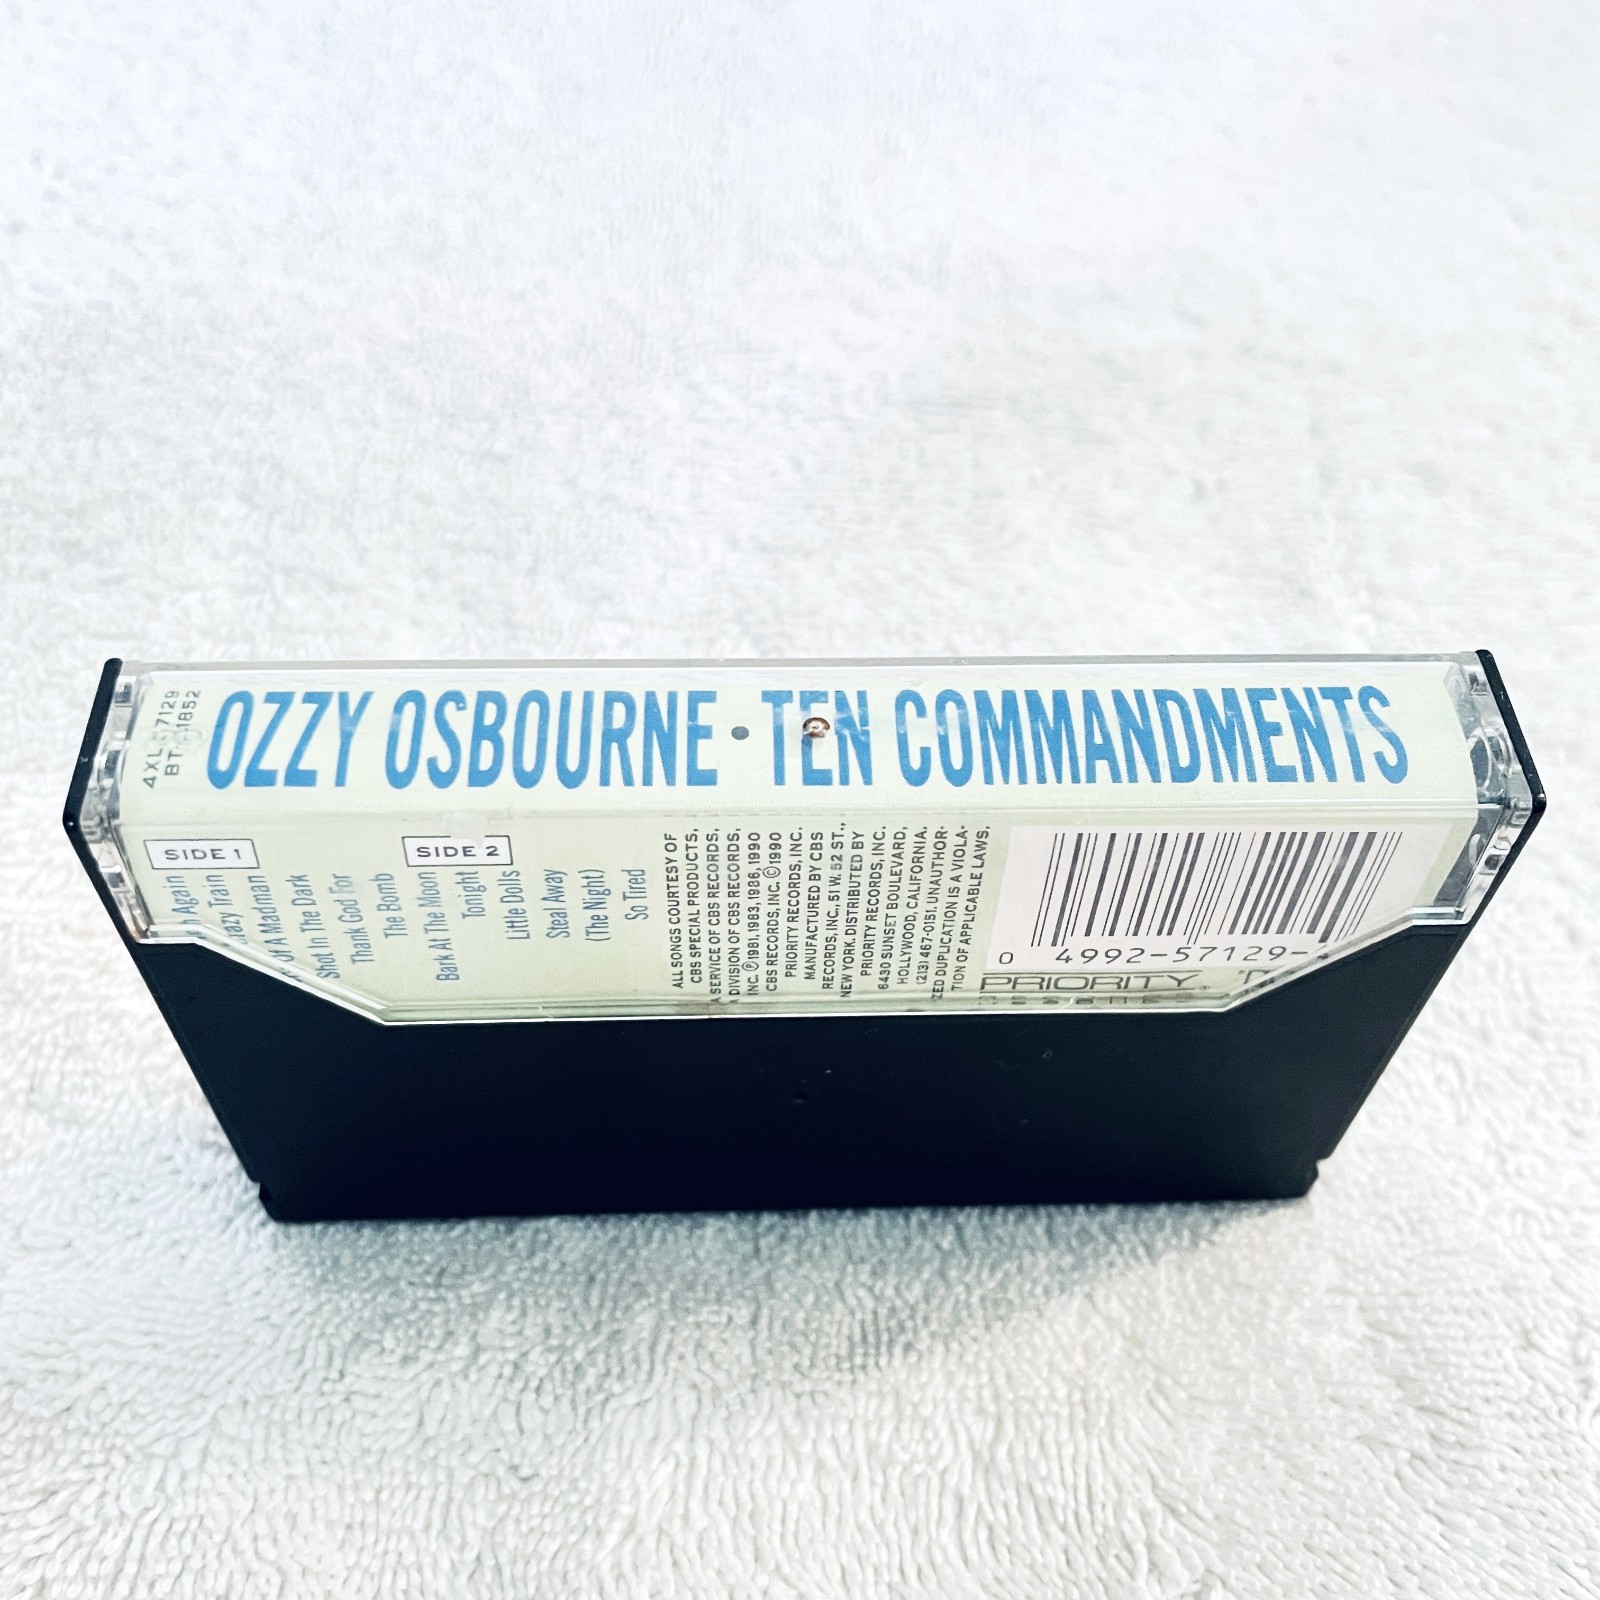 4XL 57129
BT 1852
OZZY OSBOURNE · TEN COMMANDMENTS
SIDE 1
Again
Crazy Train
Of A Madman
Shot In The Dark
Thank God For
The Bomb
SIDE 2
Bark At The Moon
Tonight
Little Dolls
Steal Away
(The Night)
So Tired
ALL SONGS COURTESY OF
CBS SPECIAL PRODUCTS,
A SERVICE OF CBS RECORDS,
A DIVISION OF CBS RECORDS,
INC. ℗1981, 1983, 1986, 1990
CBS RECORDS, INC. ©1990
PRIORITY RECORDS, INC.
MANUFACTURED BY CBS
RECORDS, INC., 51 W. 52 ST.,
NEW YORK. DISTRIBUTED BY
PRIORITY RECORDS, INC.
6430 SUNSET BOULEVARD,
HOLLYWOOD, CALIFORNIA.
(213) 467-0151. UNAUTHOR-
IZED DUPLICATION IS A VIOLA-
TION OF APPLICABLE LAWS,
0 4992-57129-
PRIORITY